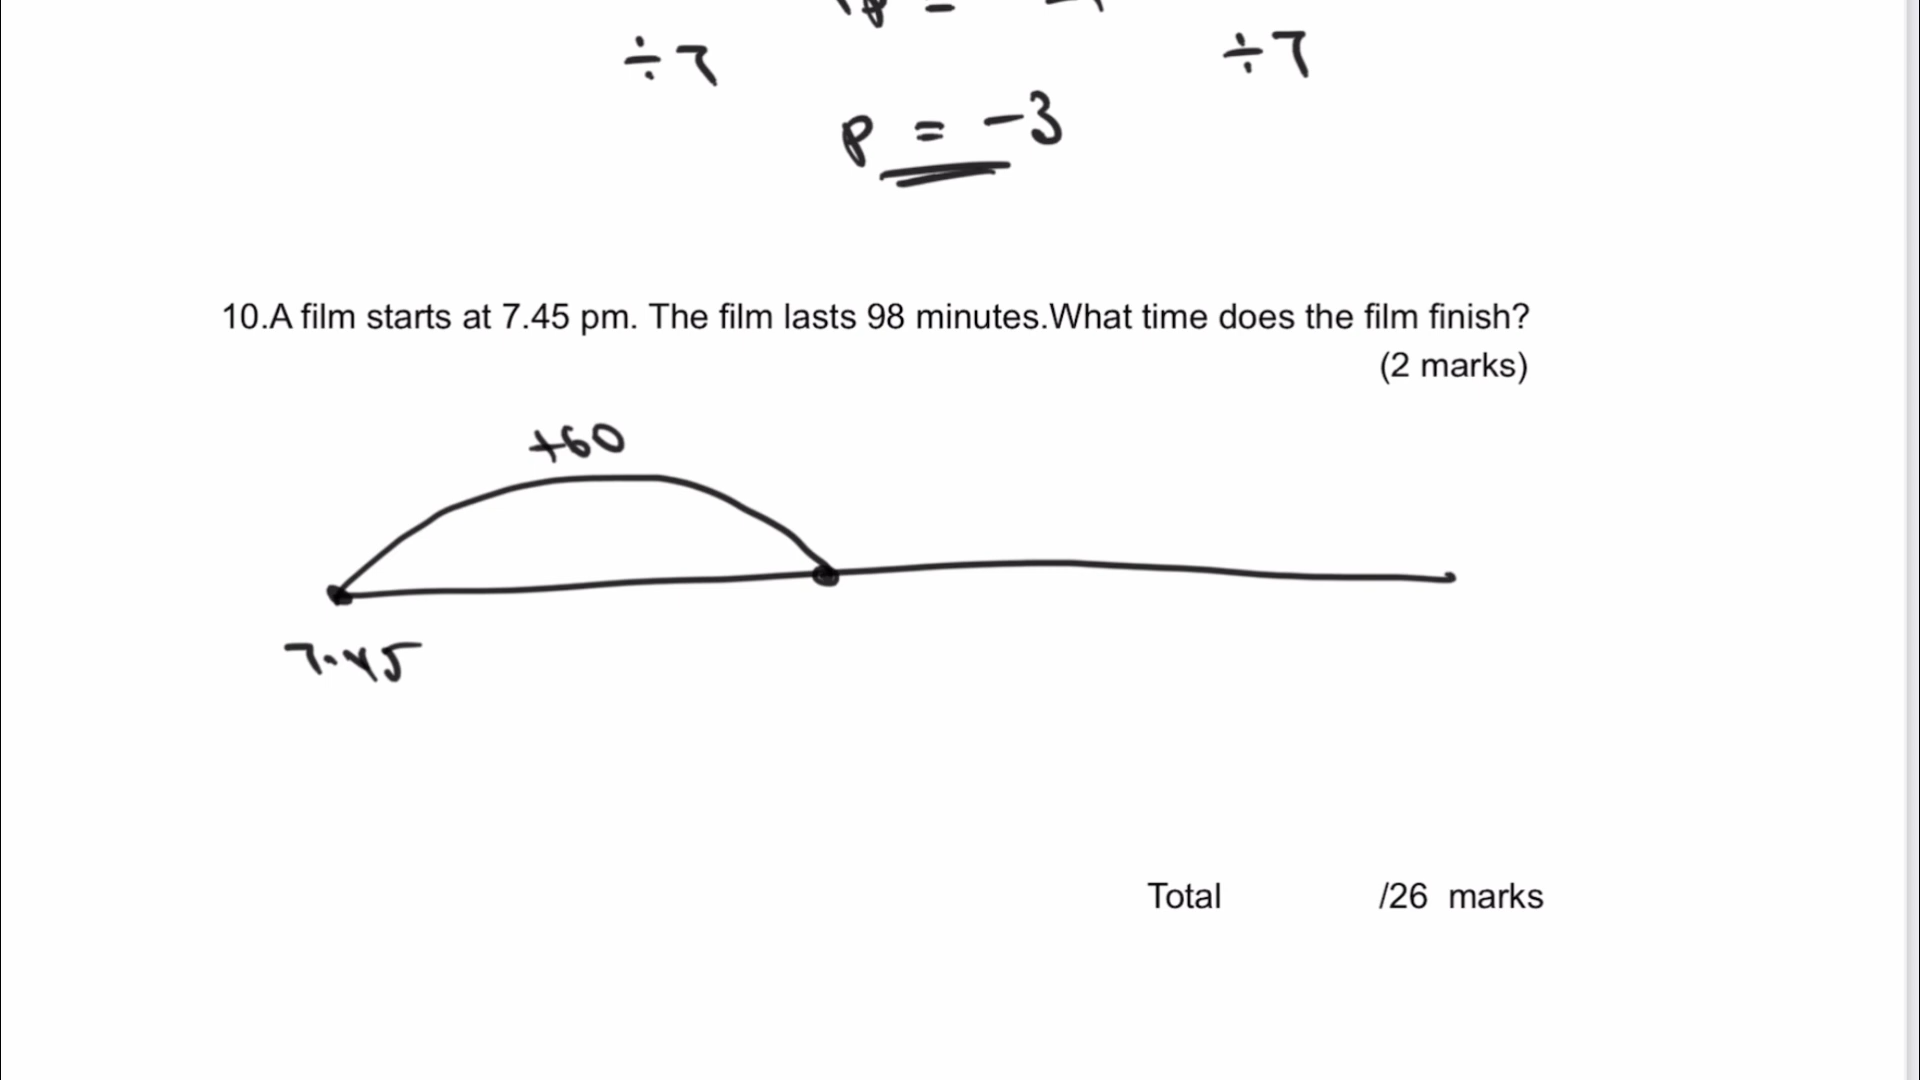 ÷7 ÷7
p = -3
10.A film starts at 7.45 pm. The film lasts 98 minutes.What time does the film finish?
(2 marks)
+60
7.45
Total /26 marks